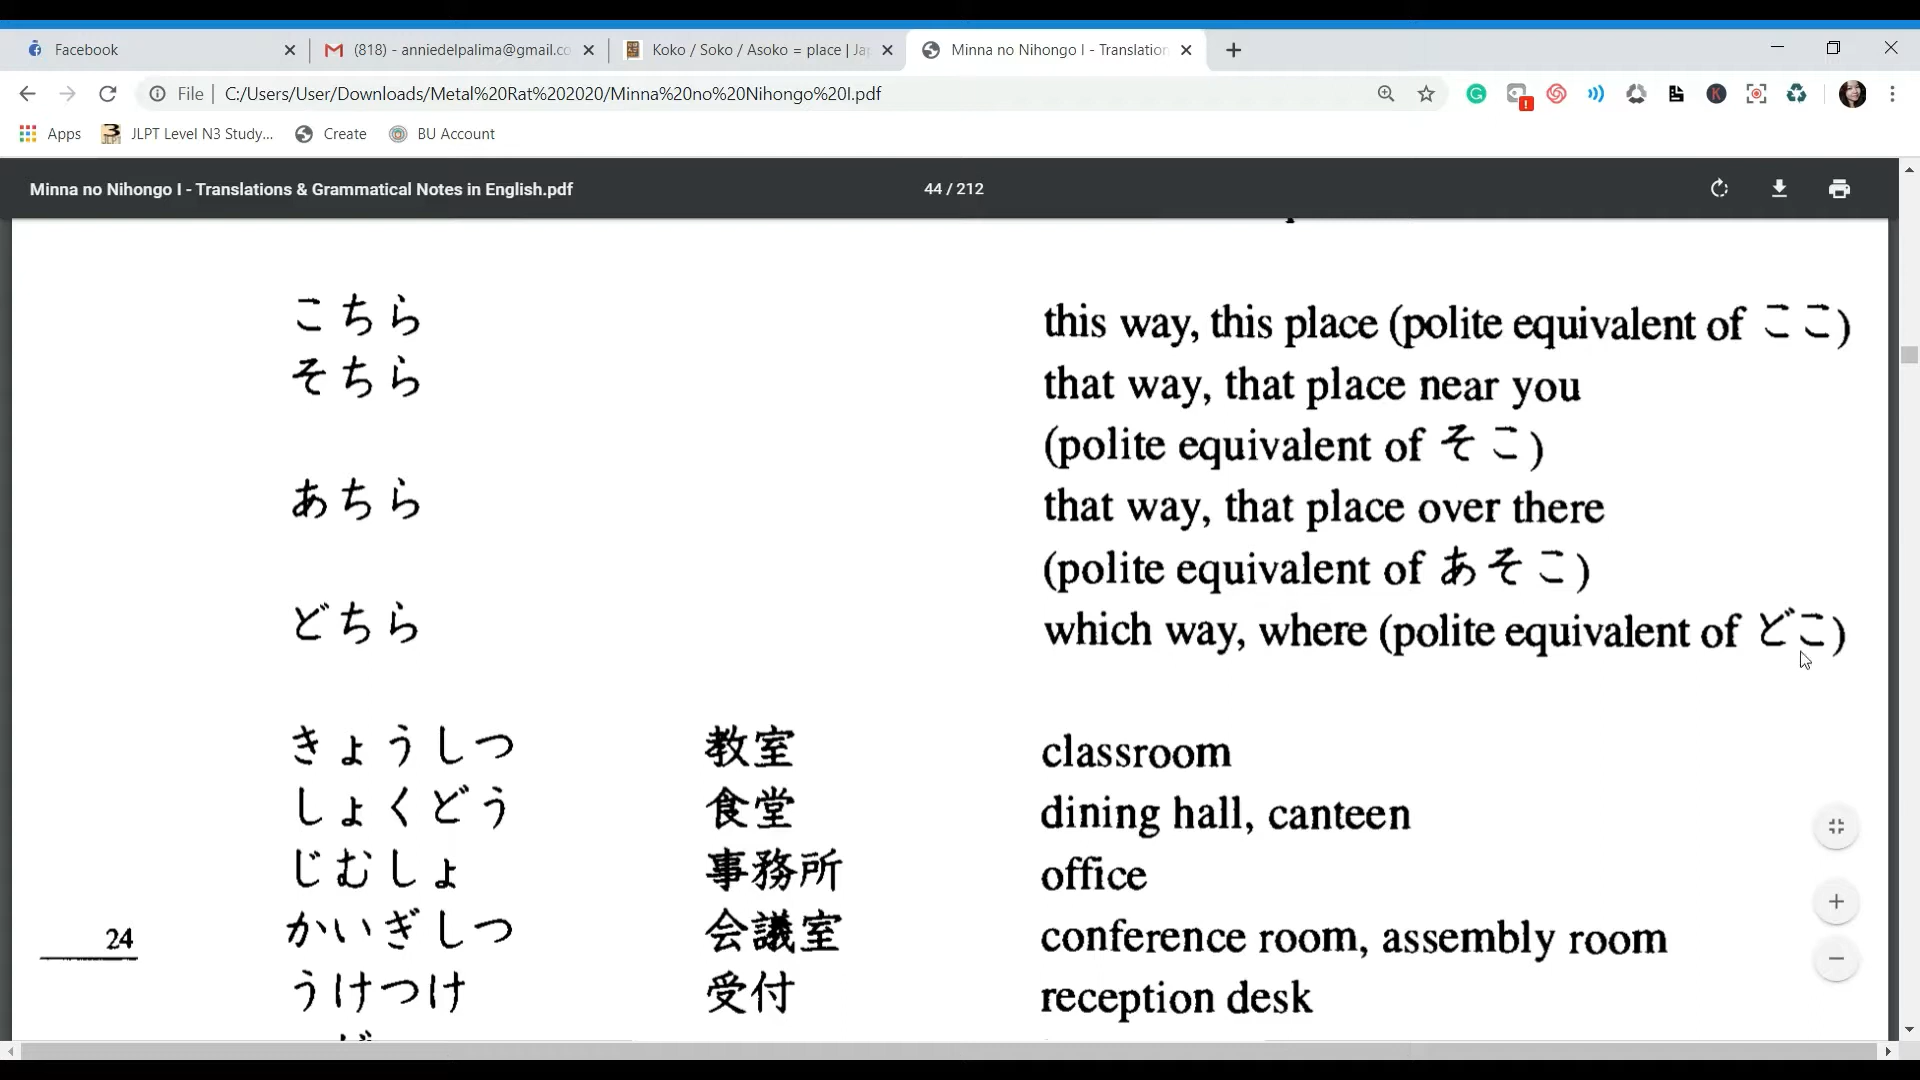 Facebook
(818) - anniedelpalima@gmail.co
Koko / Soko / Asoko = place | Ja
Minna no Nihongo I - Translation
File | C:/Users/User/Downloads/Metal%20Rat%202020/Minna%20no%20Nihongo%20I.pdf
Apps
JLPT Level N3 Study...
Create
BU Account
Minna no Nihongo I - Translations & Grammatical Notes in English.pdf
44 / 212
こちら this way, this place (polite equivalent of ここ)
そちら that way, that place near you
(polite equivalent of そこ)
あちら that way, that place over there
(polite equivalent of あそこ)
どちら which way, where (polite equivalent of どこ)
きょうしつ 教室 classroom
しょくどう 食堂 dining hall, canteen
じむしょ 事務所 office
かいぎしつ 会議室 conference room, assembly room
うけつけ 受付 reception desk
24